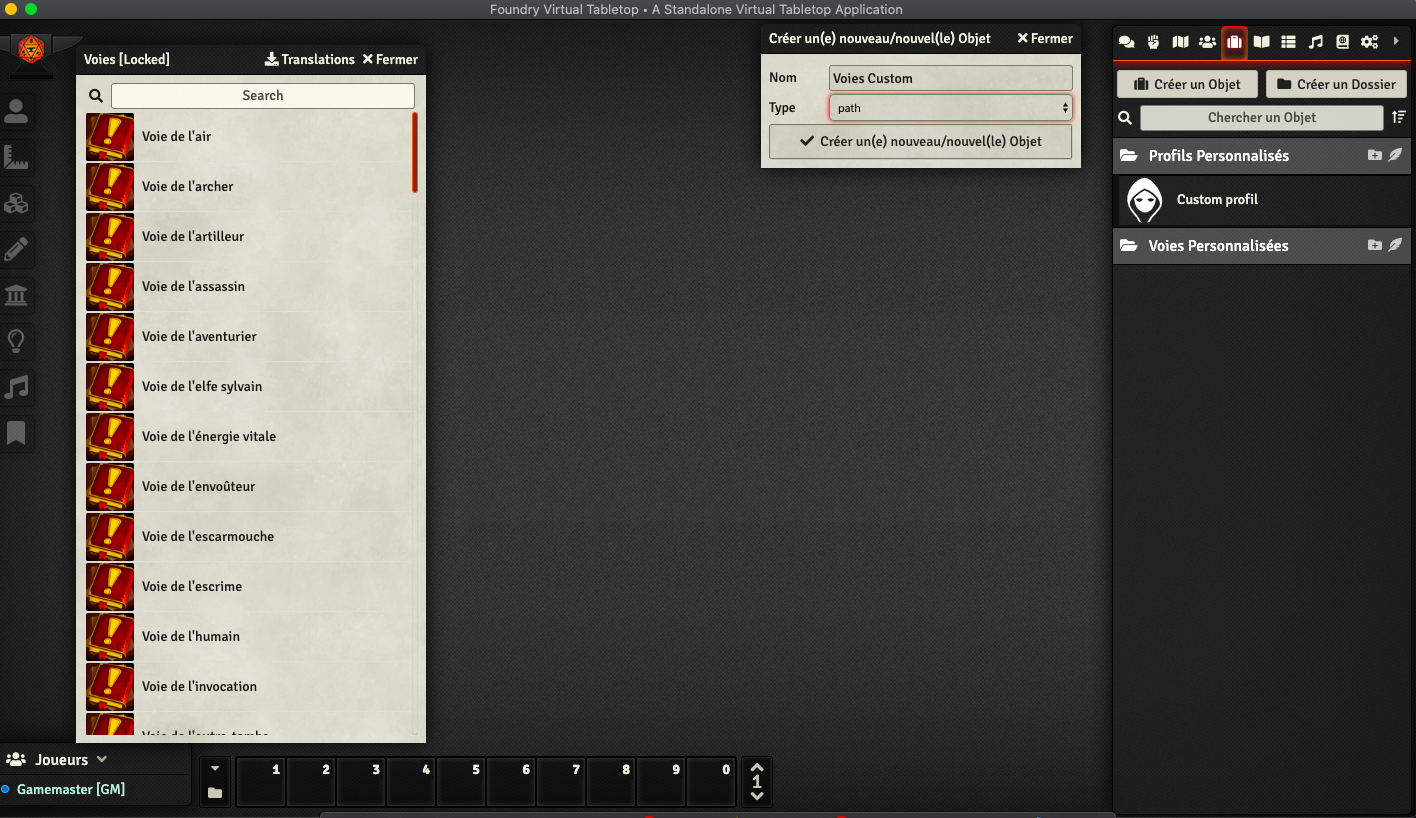 Foundry Virtual Tabletop • A Standalone Virtual Tabletop Application
Voies [Locked]
Translations
Fermer
Search
Voie de l'air
Voie de l'archer
Voie de l'artilleur
Voie de l'assassin
Voie de l'aventurier
Voie de l'elfe sylvain
Voie de l'énergie vitale
Voie de l'envoûteur
Voie de l'escarmouche
Voie de l'escrime
Voie de l'humain
Voie de l'invocation
Créer un(e) nouveau/nouvel(le) Objet
Fermer
Nom
Voies Custom
Type
path
Créer un(e) nouveau/nouvel(le) Objet
Créer un Objet
Créer un Dossier
Chercher un Objet
Profils Personnalisés
Custom profil
Voies Personnalisées
Joueurs
Gamemaster [GM]
1 2 3 4 5 6 7 8 9 0
1